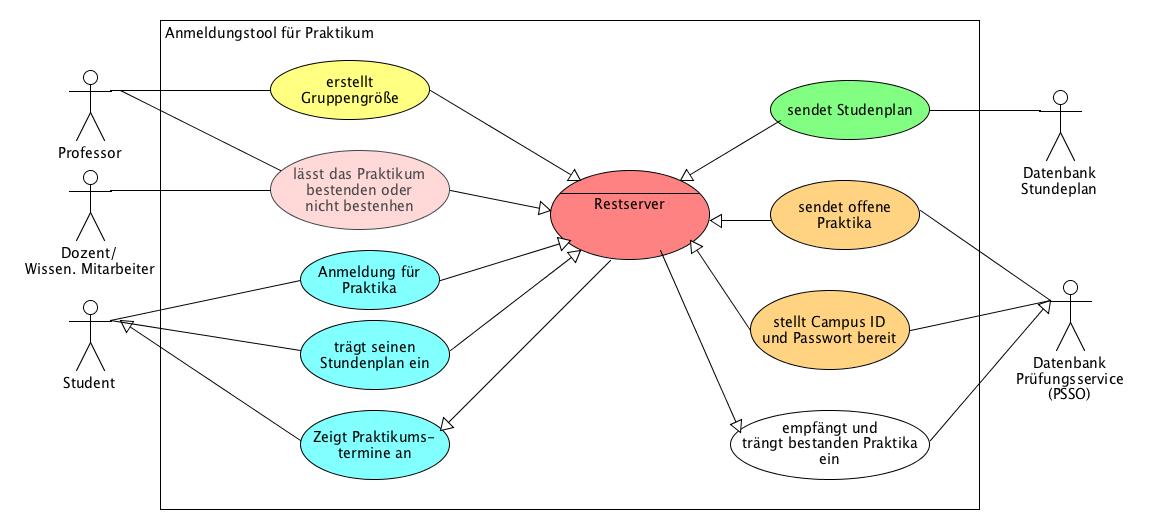 Anmeldungstool für Praktikum
Professor
Dozent/
Wissen. Mitarbeiter
Student
erstellt
Gruppengröße
lässt das Praktikum
bestenden oder
nicht bestenhen
Anmeldung für
Praktika
trägt seinen
Stundenplan ein
Zeigt Praktikums-
termine an
Restserver
sendet Studenplan
sendet offene
Praktika
stellt Campus ID
und Passwort bereit
empfängt und
trängt bestanden Praktika
ein
Datenbank
Stundeplan
Datenbank
Prüfungsservice
(PSSO)